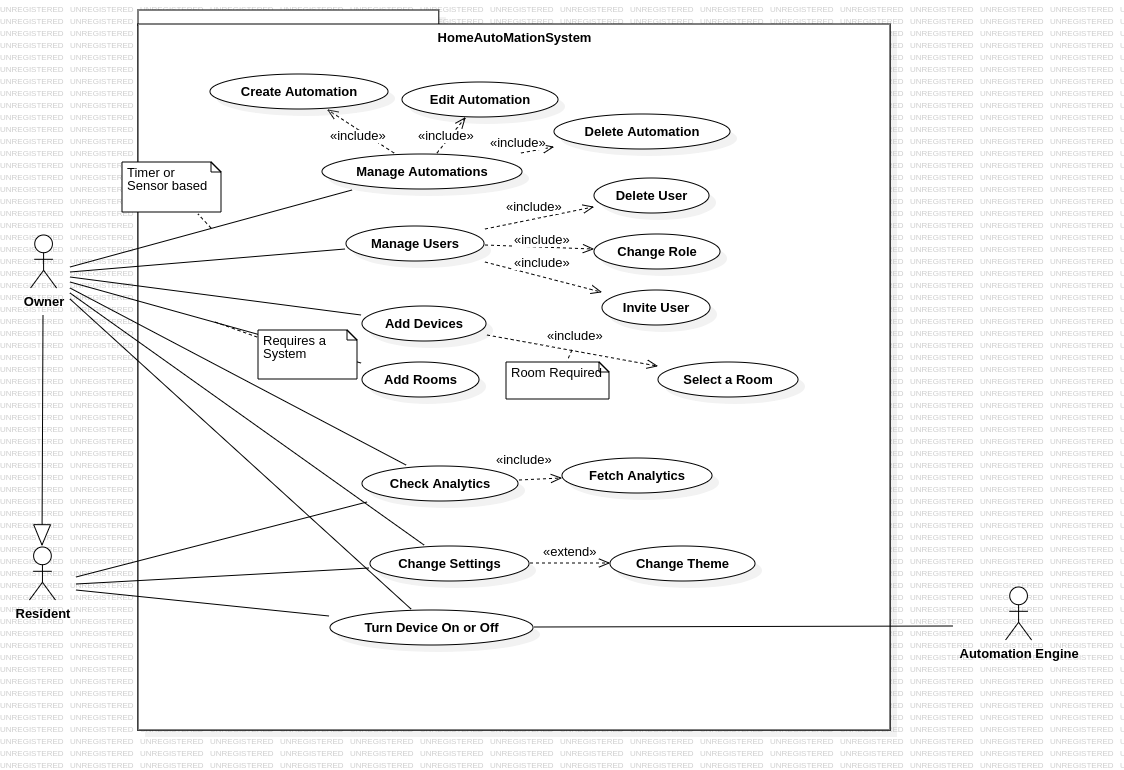 HomeAutoMationSystem
Create Automation
Edit Automation
Delete Automation
«include»
«include»
«include»
Manage Automations
Timer or
Sensor based
Delete User
«include»
Manage Users
«include»
Change Role
«include»
Owner
Invite User
Add Devices
«include»
Requires a
System
Room Required
Add Rooms
Select a Room
«include»
Check Analytics
Fetch Analytics
«extend»
Change Settings
Change Theme
Resident
Turn Device On or Off
Automation Engine
UNREGISTERED